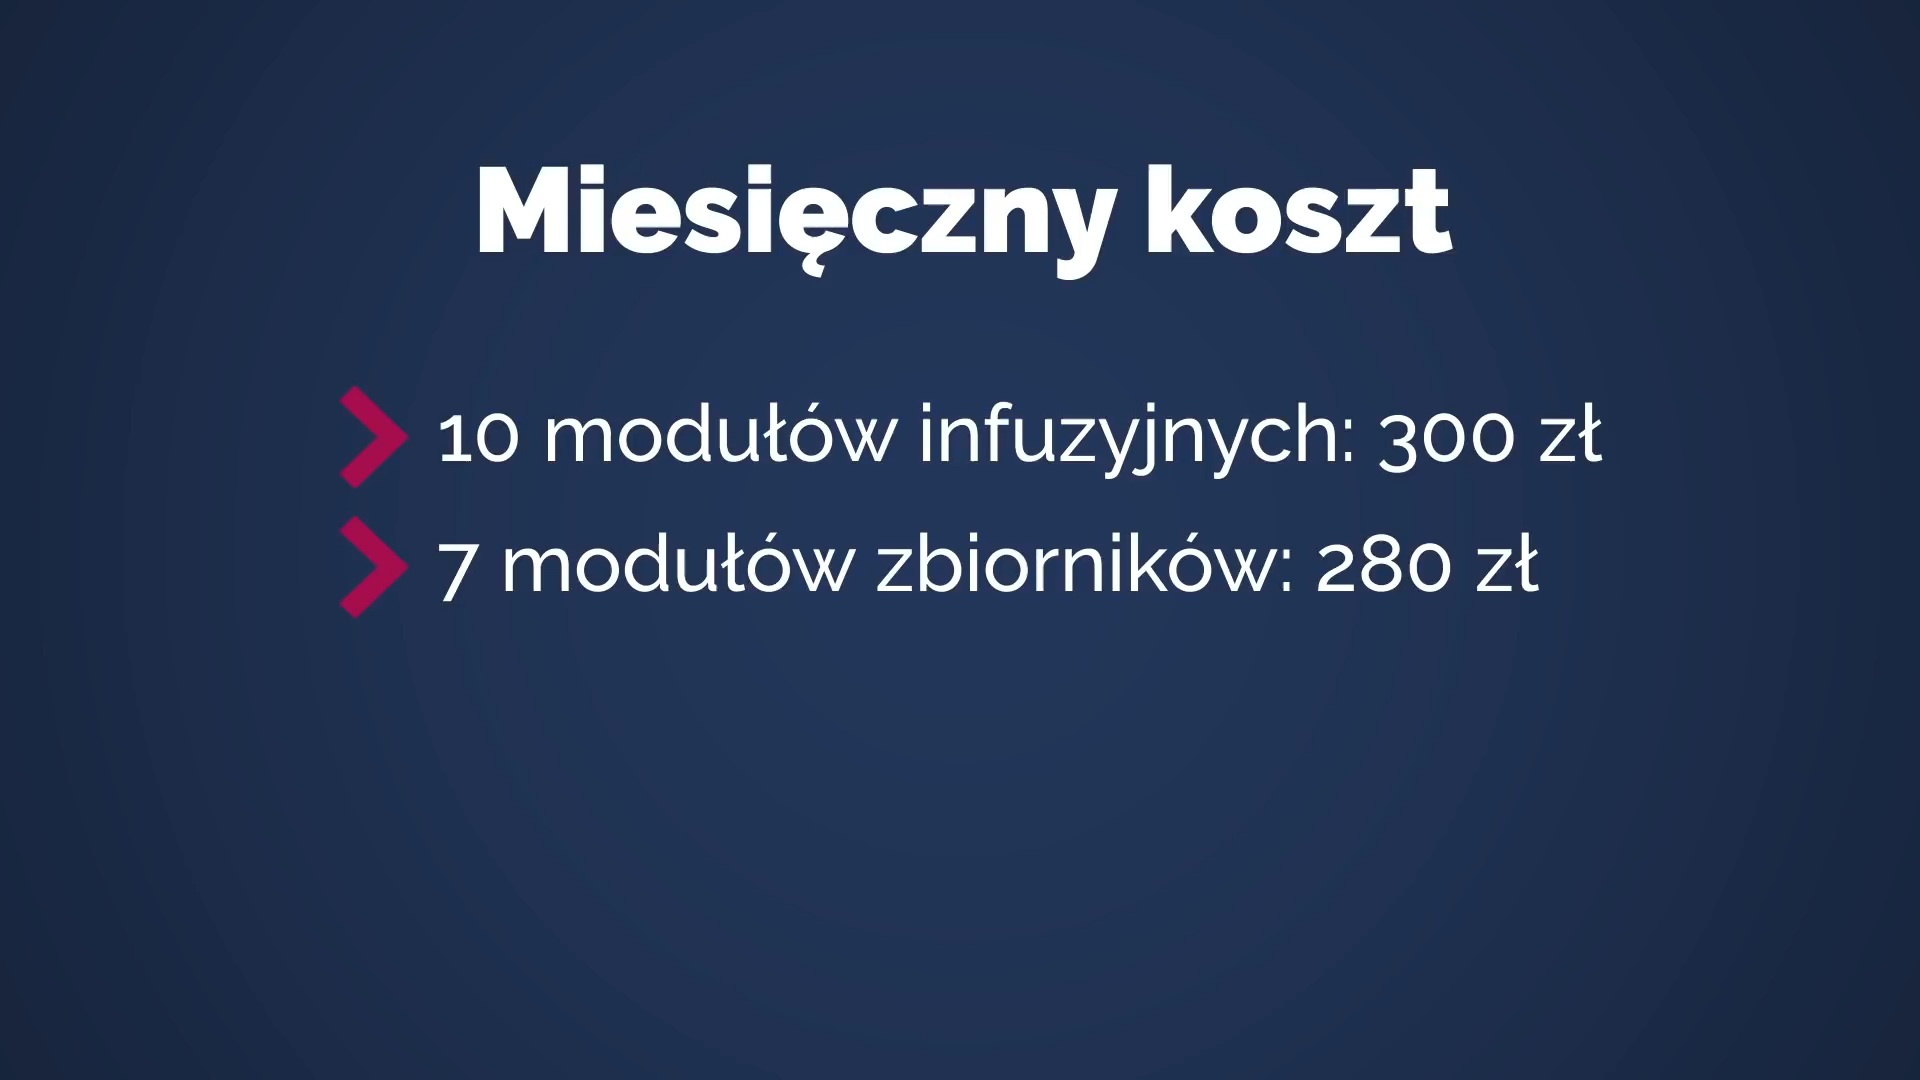 Miesięczny koszt
10 modułów infuzyjnych: 300 zł
7 modułów zbiorników: 280 zł